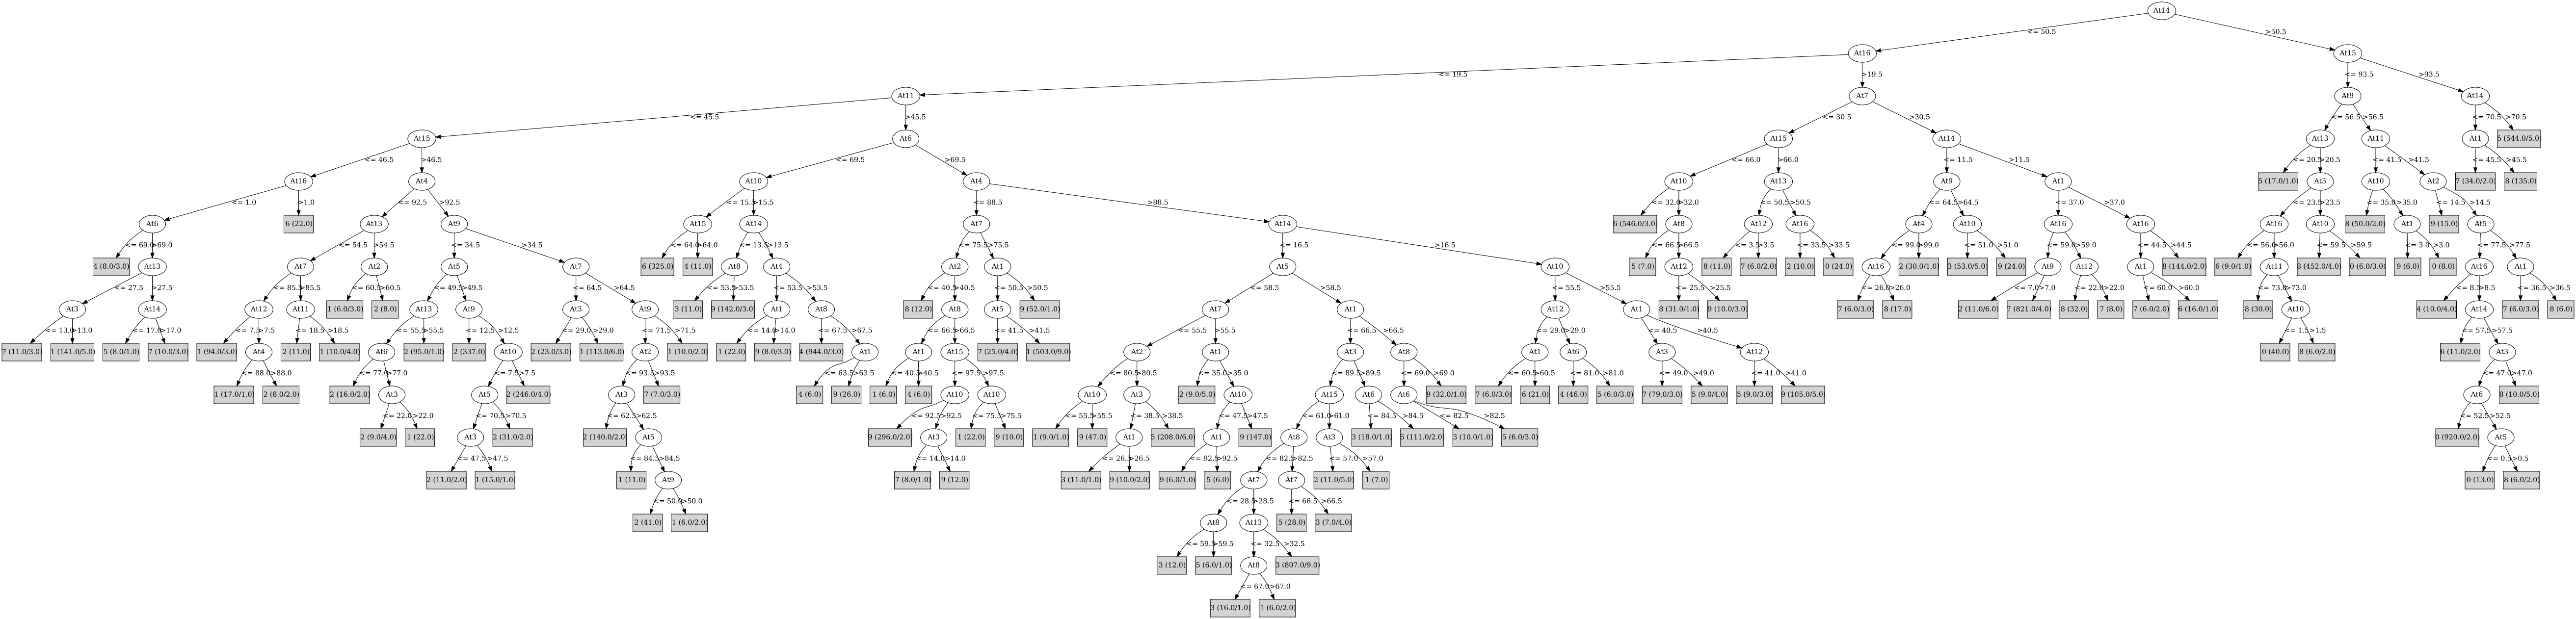 At14
<= 50.5 >50.5
At16 At15
<= 19.5 >19.5 <= 93.5 >93.5
At11 At7 At9 At14
<= 45.5 >45.5 <= 30.5 >30.5 <= 56.5 >56.5 <= 70.5 >70.5
At15 At6 At15 At14 At13 At11 At1 5 (544.0/5.0)
<= 46.5 >46.5 <= 69.5 >69.5 <= 66.0 >66.0 <= 11.5 >11.5 <= 20.5 >20.5 <= 41.5 >41.5 <= 45.5 >45.5
At16 At4 At10 At4 At10 At13 At9 At1 5 (17.0/1.0) At5 At10 At2 7 (34.0/2.0) 8 (135.0)
<= 1.0 >1.0 <= 92.5 >92.5 <= 15.5 >15.5 <= 88.5 >88.5 <= 32.0 >32.0 <= 50.5 >50.5 <= 64.5 >64.5 <= 37.0 >37.0 <= 23.5 >23.5 <= 35.0 >35.0 <= 14.5 >14.5
At6 6 (22.0) At13 At9 At15 At14 At7 At14 6 (546.0/3.0) At8 At12 At16 At4 At10 At16 At16 At16 At10 8 (50.0/2.0) At1 9 (15.0) At5
<= 69.0 >69.0 <= 54.5 >54.5 <= 34.5 >34.5 <= 64.0 >64.0 <= 13.5 >13.5 <= 75.5 >75.5 <= 16.5 >16.5 <= 66.5 >66.5 <= 3.5 >3.5 <= 33.5 >33.5 <= 99.0 >99.0 <= 51.0 >51.0 <= 59.0 >59.0 <= 44.5 >44.5 <= 56.0 >56.0 <= 59.5 >59.5 <= 3.0 >3.0 <= 77.5 >77.5
4 (8.0/3.0) At13 At7 At2 At5 At7 6 (325.0) 4 (11.0) At8 At4 At2 At1 At5 At10 5 (7.0) At12 8 (11.0) 7 (6.0/2.0) 2 (10.0) 0 (24.0) At16 2 (30.0/1.0) 3 (53.0/5.0) 9 (24.0) At9 At12 At1 8 (144.0/2.0) 6 (9.0/1.0) At11 8 (452.0/4.0) 0 (6.0/3.0) 9 (6.0) 0 (8.0) At16 At1
<= 27.5 >27.5 <= 85.5 >85.5 <= 60.5 >60.5 <= 49.5 >49.5 <= 64.5 >64.5 <= 53.5 >53.5 <= 53.5 >53.5 <= 40.5 >40.5 <= 50.5 >50.5 <= 58.5 >58.5 <= 55.5 >55.5 <= 25.5 >25.5 <= 26.0 >26.0 <= 7.0 >7.0 <= 22.0 >22.0 <= 60.0 >60.0 <= 73.0 >73.0 <= 8.5 >8.5 <= 36.5 >36.5
At3 At14 At12 At11 1 (6.0/3.0) 2 (8.0) At13 At9 At3 At9 3 (11.0) 9 (142.0/3.0) At1 At8 8 (12.0) At8 At5 9 (52.0/1.0) At7 At1 At12 At1 8 (31.0/1.0) 9 (10.0/3.0) 7 (6.0/3.0) 8 (17.0) 2 (11.0/6.0) 7 (821.0/4.0) 8 (32.0) 7 (8.0) 7 (6.0/2.0) 6 (16.0/1.0) 8 (30.0) At10 4 (10.0/4.0) At14 7 (6.0/3.0) 8 (6.0)
<= 13.0 >13.0 <= 17.0 >17.0 <= 7.5 >7.5 <= 18.5 >18.5 <= 55.5 >55.5 <= 12.5 >12.5 <= 29.0 >29.0 <= 71.5 >71.5 <= 14.0 >14.0 <= 67.5 >67.5 <= 66.5 >66.5 <= 41.5 >41.5 <= 55.5 >55.5 <= 66.5 >66.5 <= 29.0 >29.0 <= 40.5 >40.5 <= 1.5 >1.5 <= 57.5 >57.5
7 (11.0/3.0) 1 (141.0/5.0) 5 (8.0/1.0) 7 (10.0/3.0) 1 (94.0/3.0) At4 2 (11.0) 1 (10.0/4.0) At6 2 (95.0/1.0) 2 (337.0) At10 2 (23.0/3.0) 1 (113.0/6.0) At2 1 (10.0/2.0) 1 (22.0) 9 (8.0/3.0) 4 (944.0/3.0) At1 At1 At15 7 (25.0/4.0) 1 (503.0/9.0) At2 At1 At3 At8 At1 At6 At3 At12 0 (40.0) 8 (6.0/2.0) 6 (11.0/2.0) At3
<= 88.0 >88.0 <= 77.0 >77.0 <= 7.5 >7.5 <= 93.5 >93.5 <= 63.5 >63.5 <= 40.5 >40.5 <= 97.5 >97.5 <= 80.5 >80.5 <= 35.0 >35.0 <= 89.5 >89.5 <= 69.0 >69.0 <= 60.5 >60.5 <= 81.0 >81.0 <= 49.0 >49.0 <= 41.0 >41.0 <= 47.0 >47.0
1 (17.0/1.0) 2 (8.0/2.0) 2 (16.0/2.0) At3 At5 2 (246.0/4.0) At3 7 (7.0/3.0) 4 (6.0) 9 (26.0) 1 (6.0) 4 (6.0) At10 At10 At10 At3 2 (9.0/5.0) At10 At15 At6 At6 9 (32.0/1.0) 7 (6.0/3.0) 6 (21.0) 4 (46.0) 5 (6.0/3.0) 7 (79.0/3.0) 5 (9.0/4.0) 5 (9.0/3.0) 9 (105.0/5.0) At6 8 (10.0/5.0)
<= 22.0 >22.0 <= 70.5 >70.5 <= 62.5 >62.5 <= 92.5 >92.5 <= 75.5 >75.5 <= 55.5 >55.5 <= 38.5 >38.5 <= 47.5 >47.5 <= 61.0 >61.0 <= 84.5 >84.5 <= 82.5 >82.5 <= 52.5 >52.5
2 (9.0/4.0) 1 (22.0) At3 2 (31.0/2.0) 2 (140.0/2.0) At5 9 (296.0/2.0) At3 1 (22.0) 9 (10.0) 1 (9.0/1.0) 9 (47.0) At1 5 (208.0/6.0) At1 9 (147.0) At8 At3 3 (18.0/1.0) 5 (111.0/2.0) 3 (10.0/1.0) 5 (6.0/3.0) 0 (920.0/2.0) At5
<= 47.5 >47.5 <= 84.5 >84.5 <= 14.0 >14.0 <= 26.5 >26.5 <= 92.5 >92.5 <= 82.5 >82.5 <= 57.0 >57.0 <= 0.5 >0.5
2 (11.0/2.0) 1 (15.0/1.0) 1 (11.0) At9 7 (8.0/1.0) 9 (12.0) 3 (11.0/1.0) 9 (10.0/2.0) 9 (6.0/1.0) 5 (6.0) At7 At7 2 (11.0/5.0) 1 (7.0) 0 (13.0) 8 (6.0/2.0)
<= 50.0 >50.0 <= 28.5 >28.5 <= 66.5 >66.5
2 (41.0) 1 (6.0/2.0) At8 At13 5 (28.0) 3 (7.0/4.0)
<= 59.5 >59.5 <= 32.5 >32.5
3 (12.0) 5 (6.0/1.0) At8 3 (807.0/9.0)
<= 67.0 >67.0
3 (16.0/1.0) 1 (6.0/2.0)